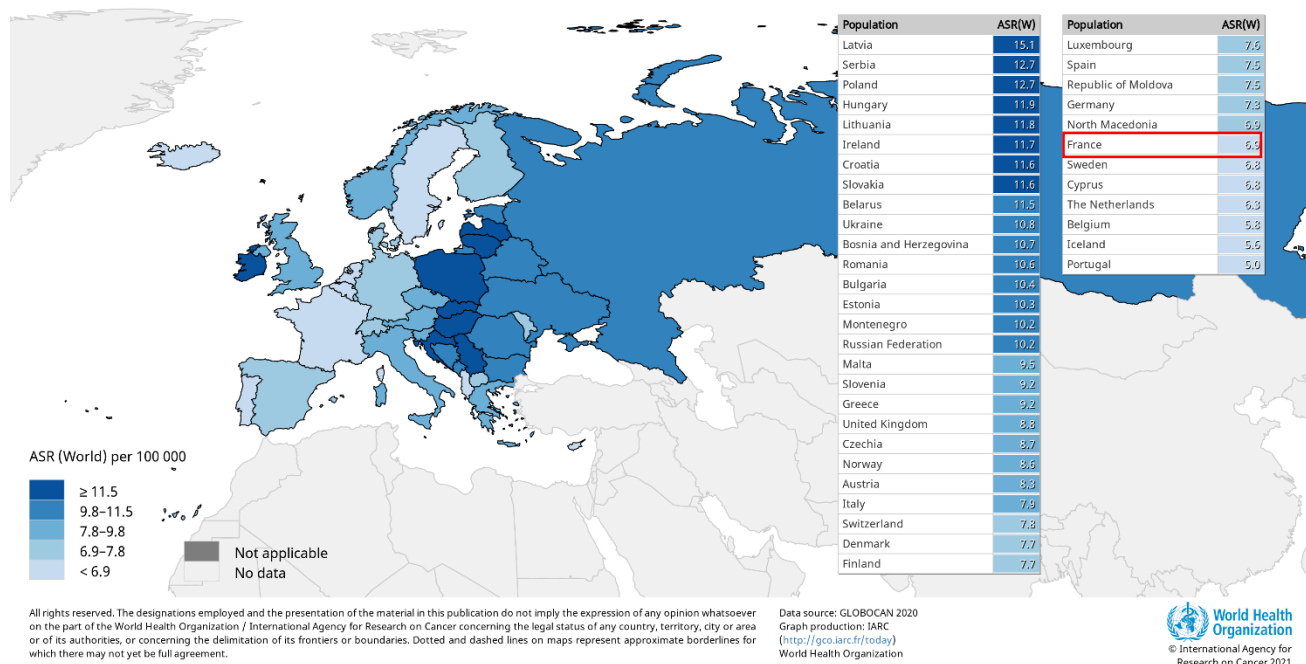 Population ASR(W)
Latvia 15.1
Serbia 12.7
Poland 12.7
Hungary 11.9
Lithuania 11.8
Ireland 11.7
Croatia 11.6
Slovakia 11.6
Belarus 11.5
Ukraine 10.8
Bosnia and Herzegovina 10.7
Romania 10.6
Bulgaria 10.4
Estonia 10.3
Montenegro 10.2
Russian Federation 10.2
Malta 9.5
Slovenia 9.2
Greece 9.2
United Kingdom 8.8
Czechia 8.7
Norway 8.6
Austria 8.3
Italy 7.9
Switzerland 7.8
Denmark 7.7
Finland 7.7
Population ASR(W)
Luxembourg 7.6
Spain 7.5
Republic of Moldova 7.5
Germany 7.3
North Macedonia 6.9
France 6.9
Sweden 6.8
Cyprus 6.8
The Netherlands 6.3
Belgium 5.8
Iceland 5.6
Portugal 5.0
ASR (World) per 100 000
≥ 11.5
9.8–11.5
7.8–9.8
6.9–7.8
< 6.9
Not applicable
No data
All rights reserved. The designations employed and the presentation of the material in this publication do not imply the expression of any opinion whatsoever
on the part of the World Health Organization / International Agency for Research on Cancer concerning the legal status of any country, territory, city or area
or of its authorities, or concerning the delimitation of its frontiers or boundaries. Dotted and dashed lines on maps represent approximate borderlines for
which there may not yet be full agreement.
Data source: GLOBOCAN 2020
Graph production: IARC
(http://gco.iarc.fr/today)
World Health Organization
World Health
Organization
© International Agency for
Research on Cancer 2021